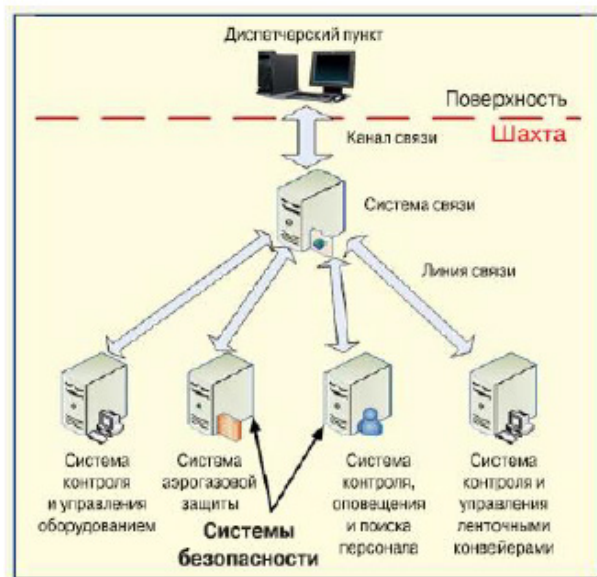 Диспетчерский пункт
Поверхность
Канал связи
Шахта
Система связи
Линия связи
Система
контроля
и управления
оборудованием
Система
аэрогазовой
защиты
Система
контроля,
оповещения
и поиска
персонала
Система
контроля и
управления
ленточными
конвейерами
Системы
безопасности